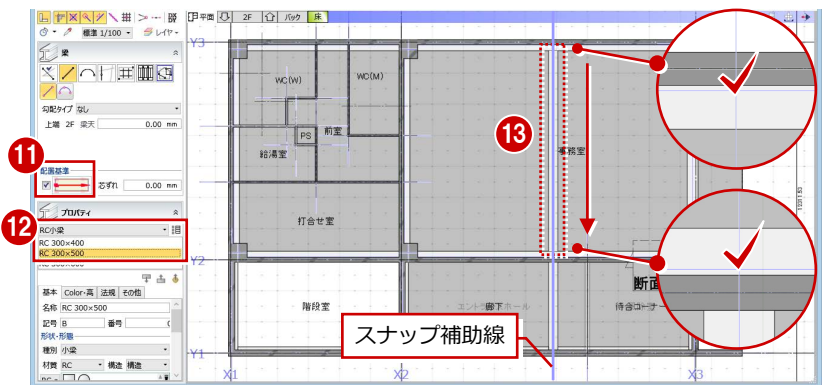 標準 1/100
レイヤ
平面
2F
バック
床
梁
勾配タイプ なし
上端 2F 梁天 0.00 mm
11
配置基準
芯ずれ 0.00 mm
プロパティ
12
RC小梁
RC 300×400
RC 300×500
基本 Color・高 法規 その他
名称 RC 300×500
記号 B 番号
形状・形態
種別 小梁
材質 RC 構造 構造
Y3
WC(W)
WC(M)
PS
前室
給湯室
打合せ室
13
事務室
Y2
断面
階段室
エントランスホール
廊下
待合コーナー
スナップ補助線
Y1
X1
X2
X3